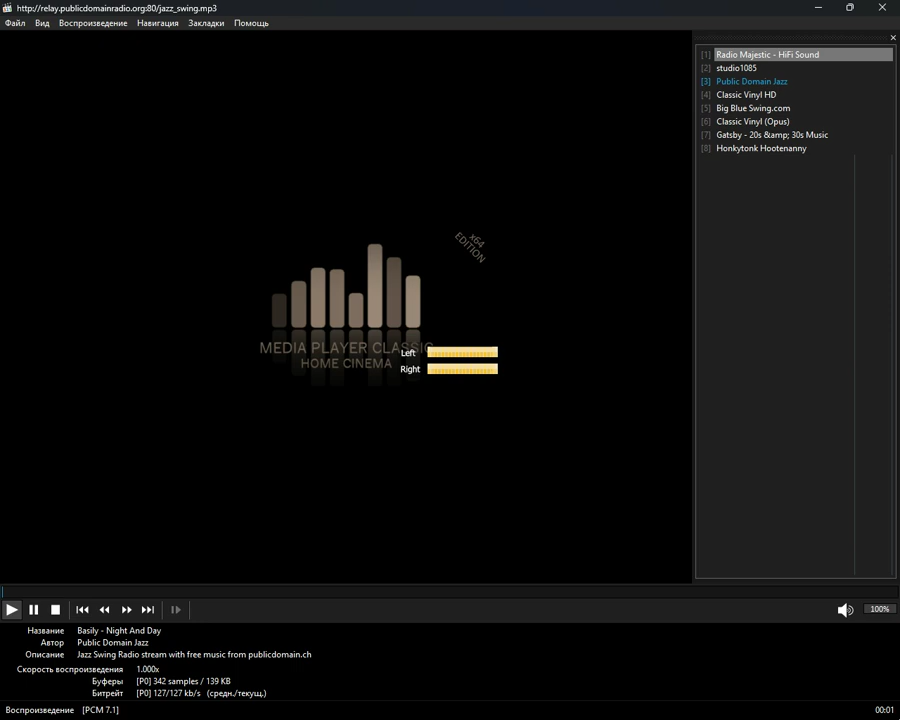 http://relay.publicdomainradio.org:80/jazz_swing.mp3
Файл Вид Воспроизведение Навигация Закладки Помощь
[1] Radio Majestic - HiFi Sound
[2] studio1085
[3] Public Domain Jazz
[4] Classic Vinyl HD
[5] Big Blue Swing.com
[6] Classic Vinyl (Opus)
[7] Gatsby - 20s &amp; 30s Music
[8] Honkytonk Hootenanny
x64
EDITION
MEDIA PLAYER CLASSIC
HOME CINEMA
Left
Right
100%
Название Basily - Night And Day
Автор Public Domain Jazz
Описание Jazz Swing Radio stream with free music from publicdomain.ch
Скорость воспроизведения 1.000x
Буферы [P0] 342 samples / 139 KB
Битрейт [P0] 127/127 kb/s (средн./текущ.)
Воспроизведение [PCM 7.1] 00:01